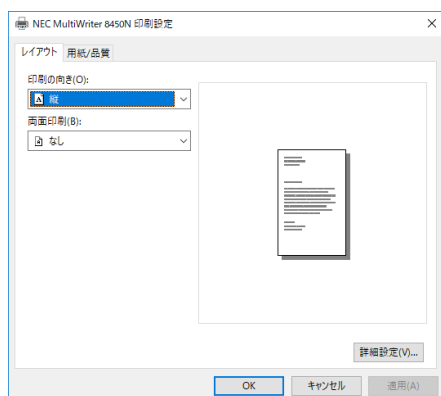 NEC MultiWriter 8450N 印刷設定
レイアウト 用紙/品質
印刷の向き(O):
縦
両面印刷(B):
なし
詳細設定(V)...
OK キャンセル 適用(A)